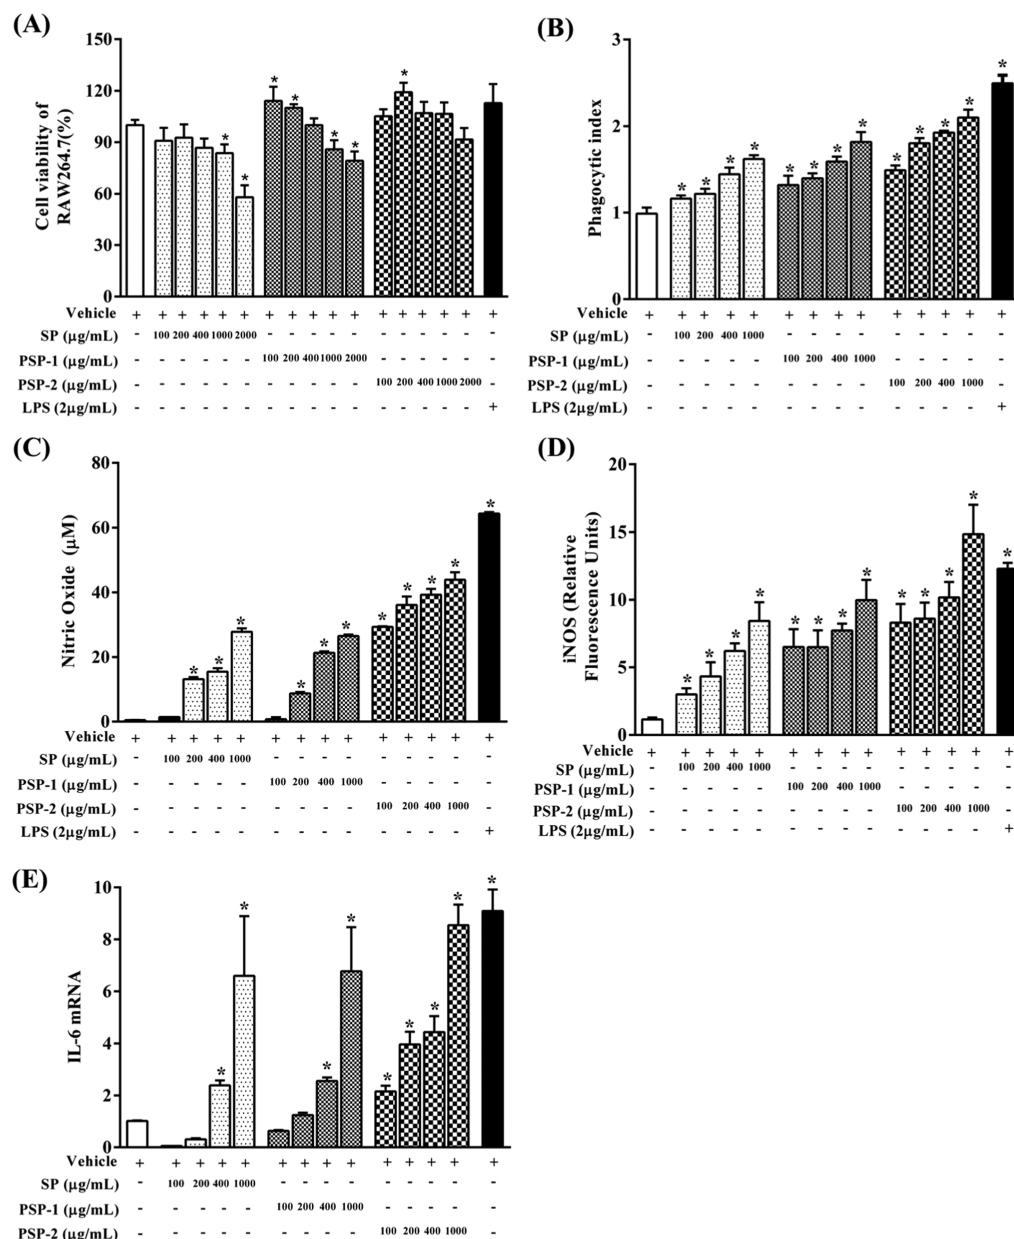 (A)
Cell viability of
RAW264.7(%)
150
120
90
60
30
0
* * * * * * *
Vehicle + + + + + + + + + + + + + + + + +
SP (μg/mL) - 100 200 400 1000 2000 - - - - - - - - - - -
PSP-1 (μg/mL) - - - - - - 100 200 400 1000 2000 - - - - - -
PSP-2 (μg/mL) - - - - - - - - - - - 100 200 400 1000 2000 -
LPS (2μg/mL) - - - - - - - - - - - - - - - - +
(B)
Phagocytic index
3
2
1
0
* * * * * * * * * * * * *
Vehicle + + + + + + + + + + + + + +
SP (μg/mL) - 100 200 400 1000 - - - - - - - - -
PSP-1 (μg/mL) - - - - - 100 200 400 1000 - - - - -
PSP-2 (μg/mL) - - - - - - - - - 100 200 400 1000 -
LPS (2μg/mL) - - - - - - - - - - - - - +
(C)
Nitric Oxide (μM)
80
60
40
20
0
* * * * * * * * * * *
Vehicle + + + + + + + + + + + + + +
SP (μg/mL) - 100 200 400 1000 - - - - - - - - -
PSP-1 (μg/mL) - - - - - 100 200 400 1000 - - - - -
PSP-2 (μg/mL) - - - - - - - - - 100 200 400 1000 -
LPS (2μg/mL) - - - - - - - - - - - - - +
(D)
iNOS (Relative
Fluorescence Units)
20
15
10
5
0
* * * * * * * * * * * * *
Vehicle + + + + + + + + + + + + + +
SP (μg/mL) - 100 200 400 1000 - - - - - - - - -
PSP-1 (μg/mL) - - - - - 100 200 400 1000 - - - - -
PSP-2 (μg/mL) - - - - - - - - - 100 200 400 1000 -
LPS (2μg/mL) - - - - - - - - - - - - - +
(E)
IL-6 mRNA
10
8
6
4
2
0
* * * * * * * * *
Vehicle + + + + + + + + + + + + + +
SP (μg/mL) - 100 200 400 1000 - - - - - - - - -
PSP-1 (μg/mL) - - - - - 100 200 400 1000 - - - - -
PSP-2 (μg/mL) - - - - - - - - - 100 200 400 1000 -